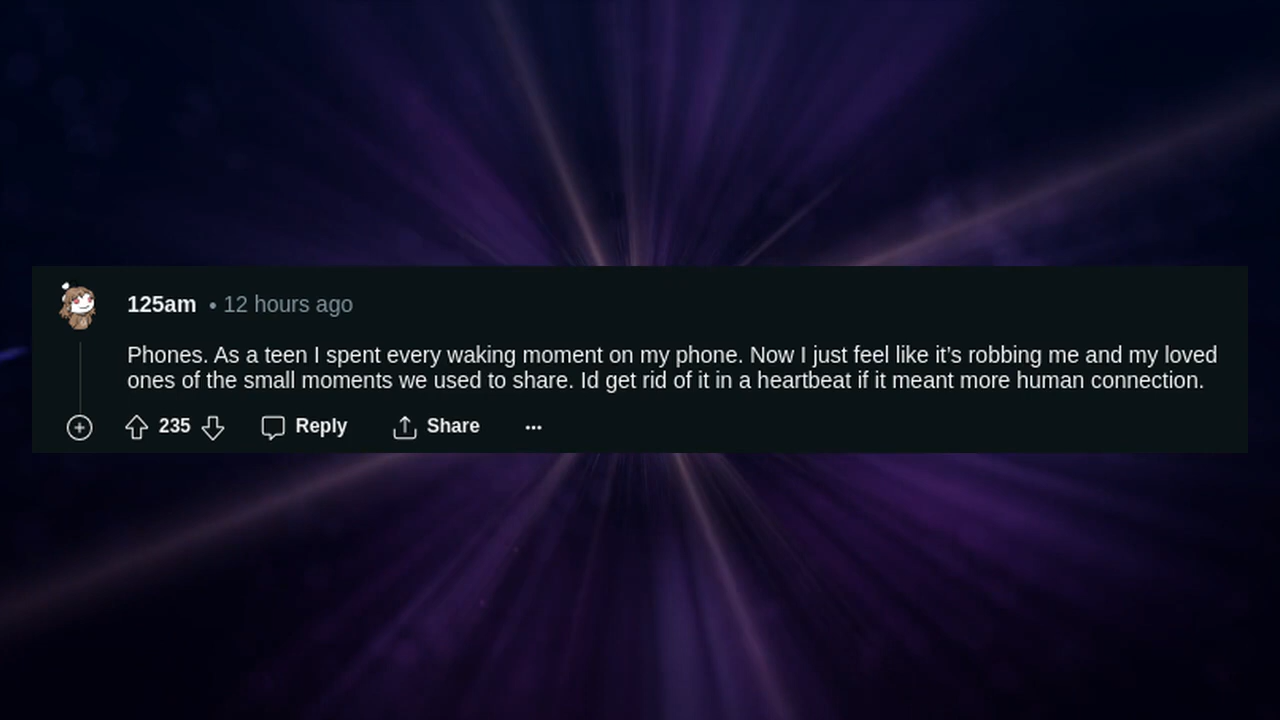 125am • 12 hours ago
Phones. As a teen I spent every waking moment on my phone. Now I just feel like it's robbing me and my loved
ones of the small moments we used to share. Id get rid of it in a heartbeat if it meant more human connection.
235 Reply Share ...